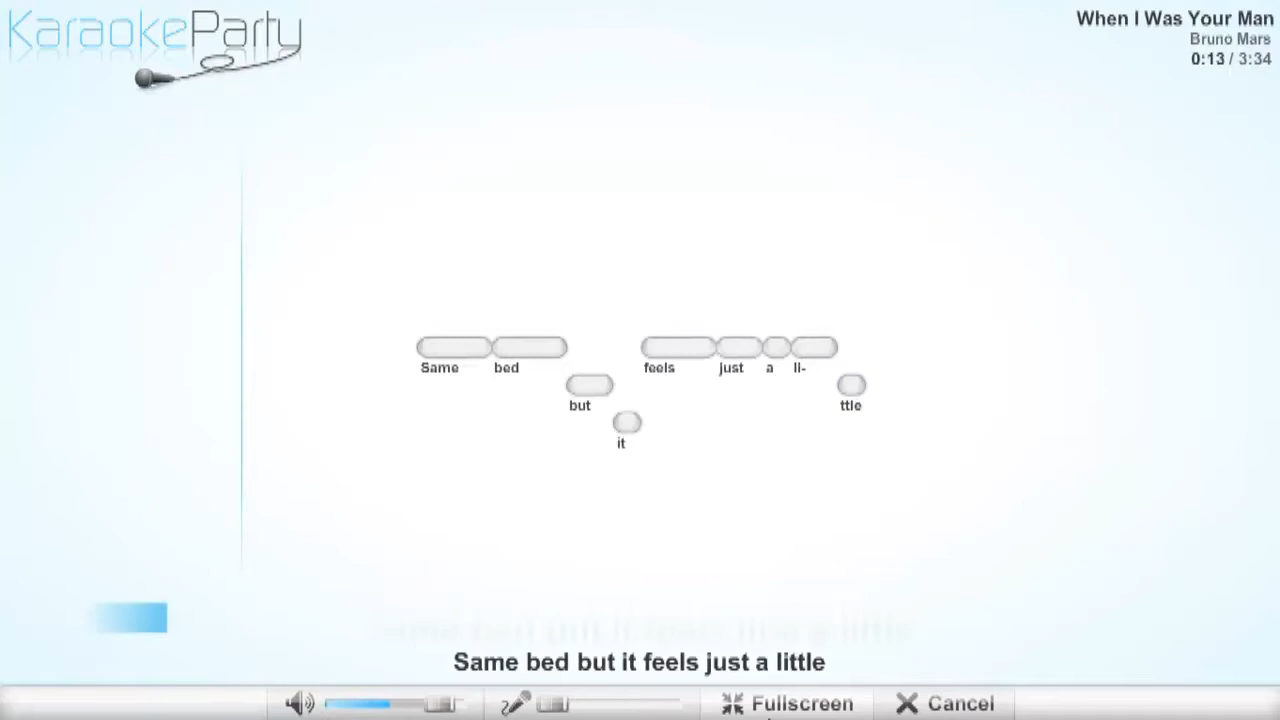 KaraokeParty
When I Was Your Man
Bruno Mars
0:13 / 3:34
Same bed feels just a li-
but ttle
it
Same bed but it feels just a little
Fullscreen Cancel